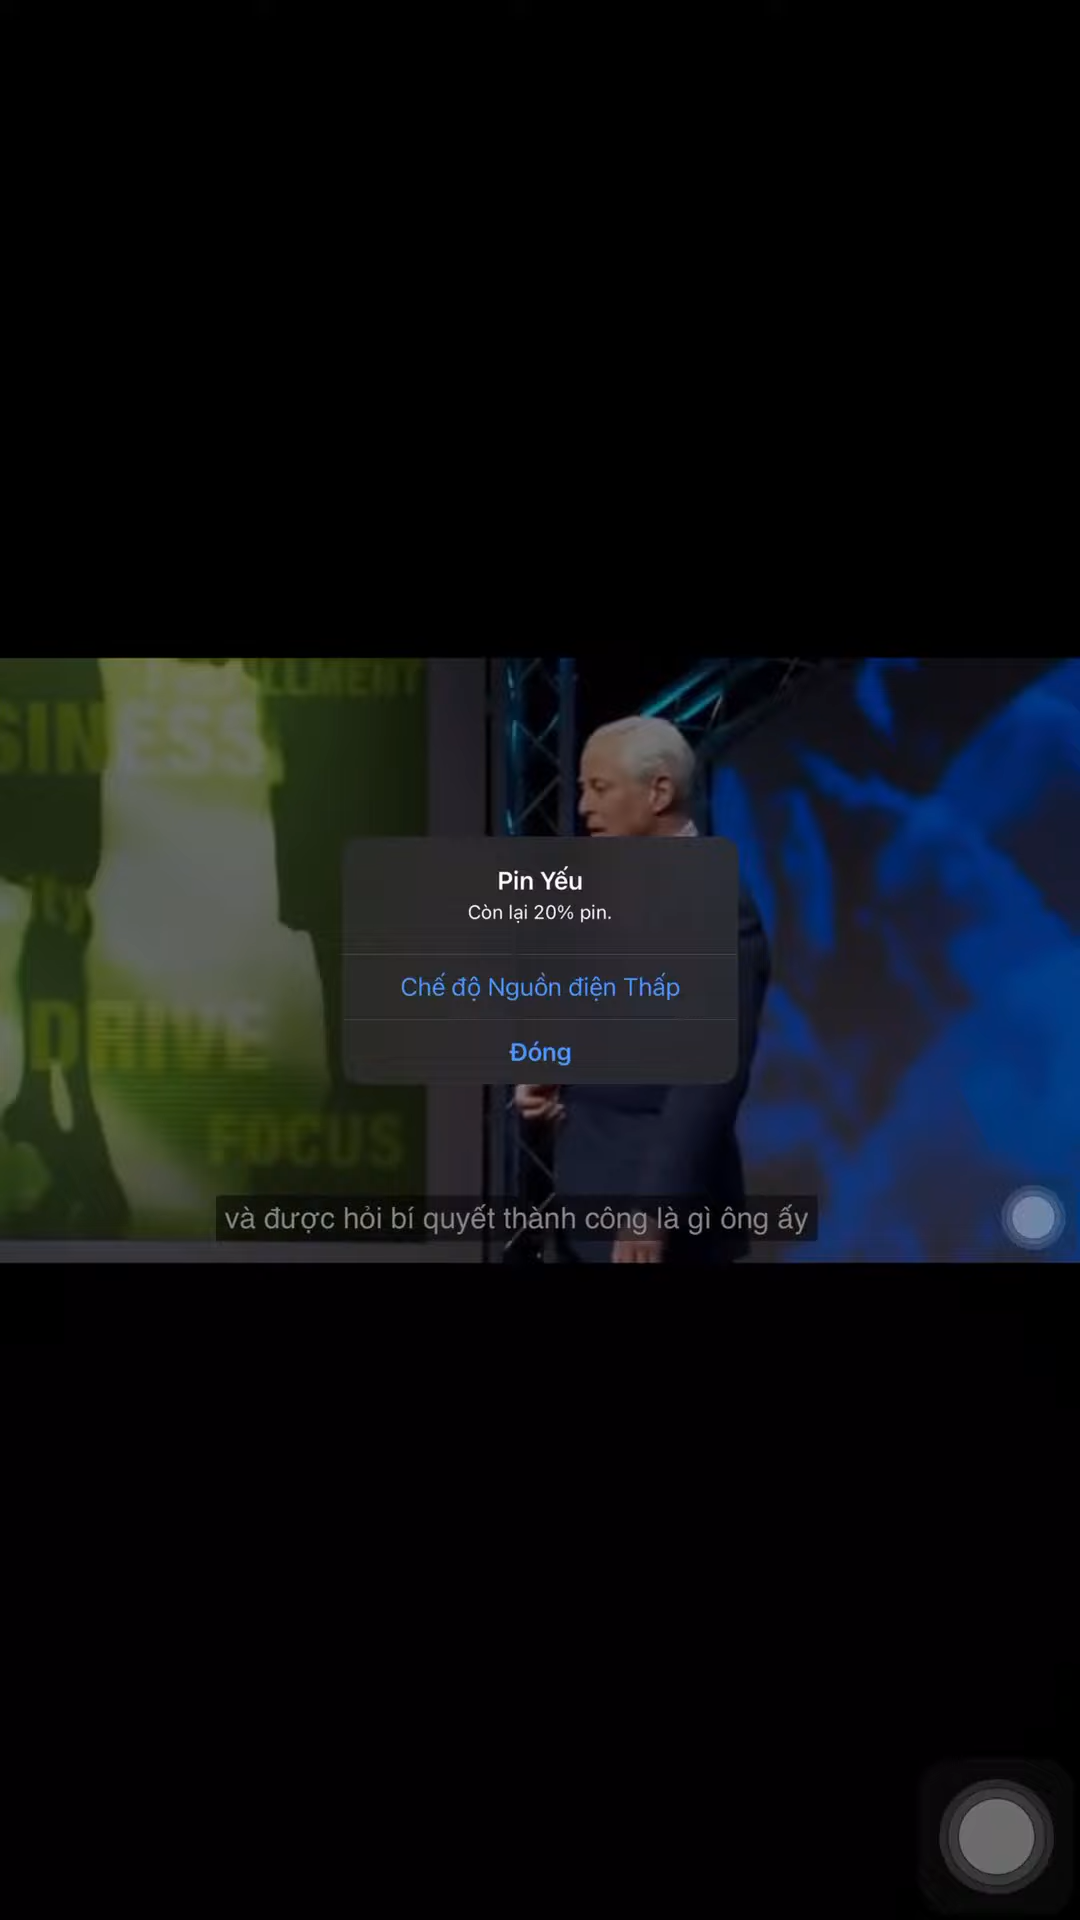 ESS
DRIVE
FOCUS
Pin Yếu
Còn lại 20% pin.
Chế độ Nguồn điện Thấp
Đóng
và được hỏi bí quyết thành công là gì ông ấy